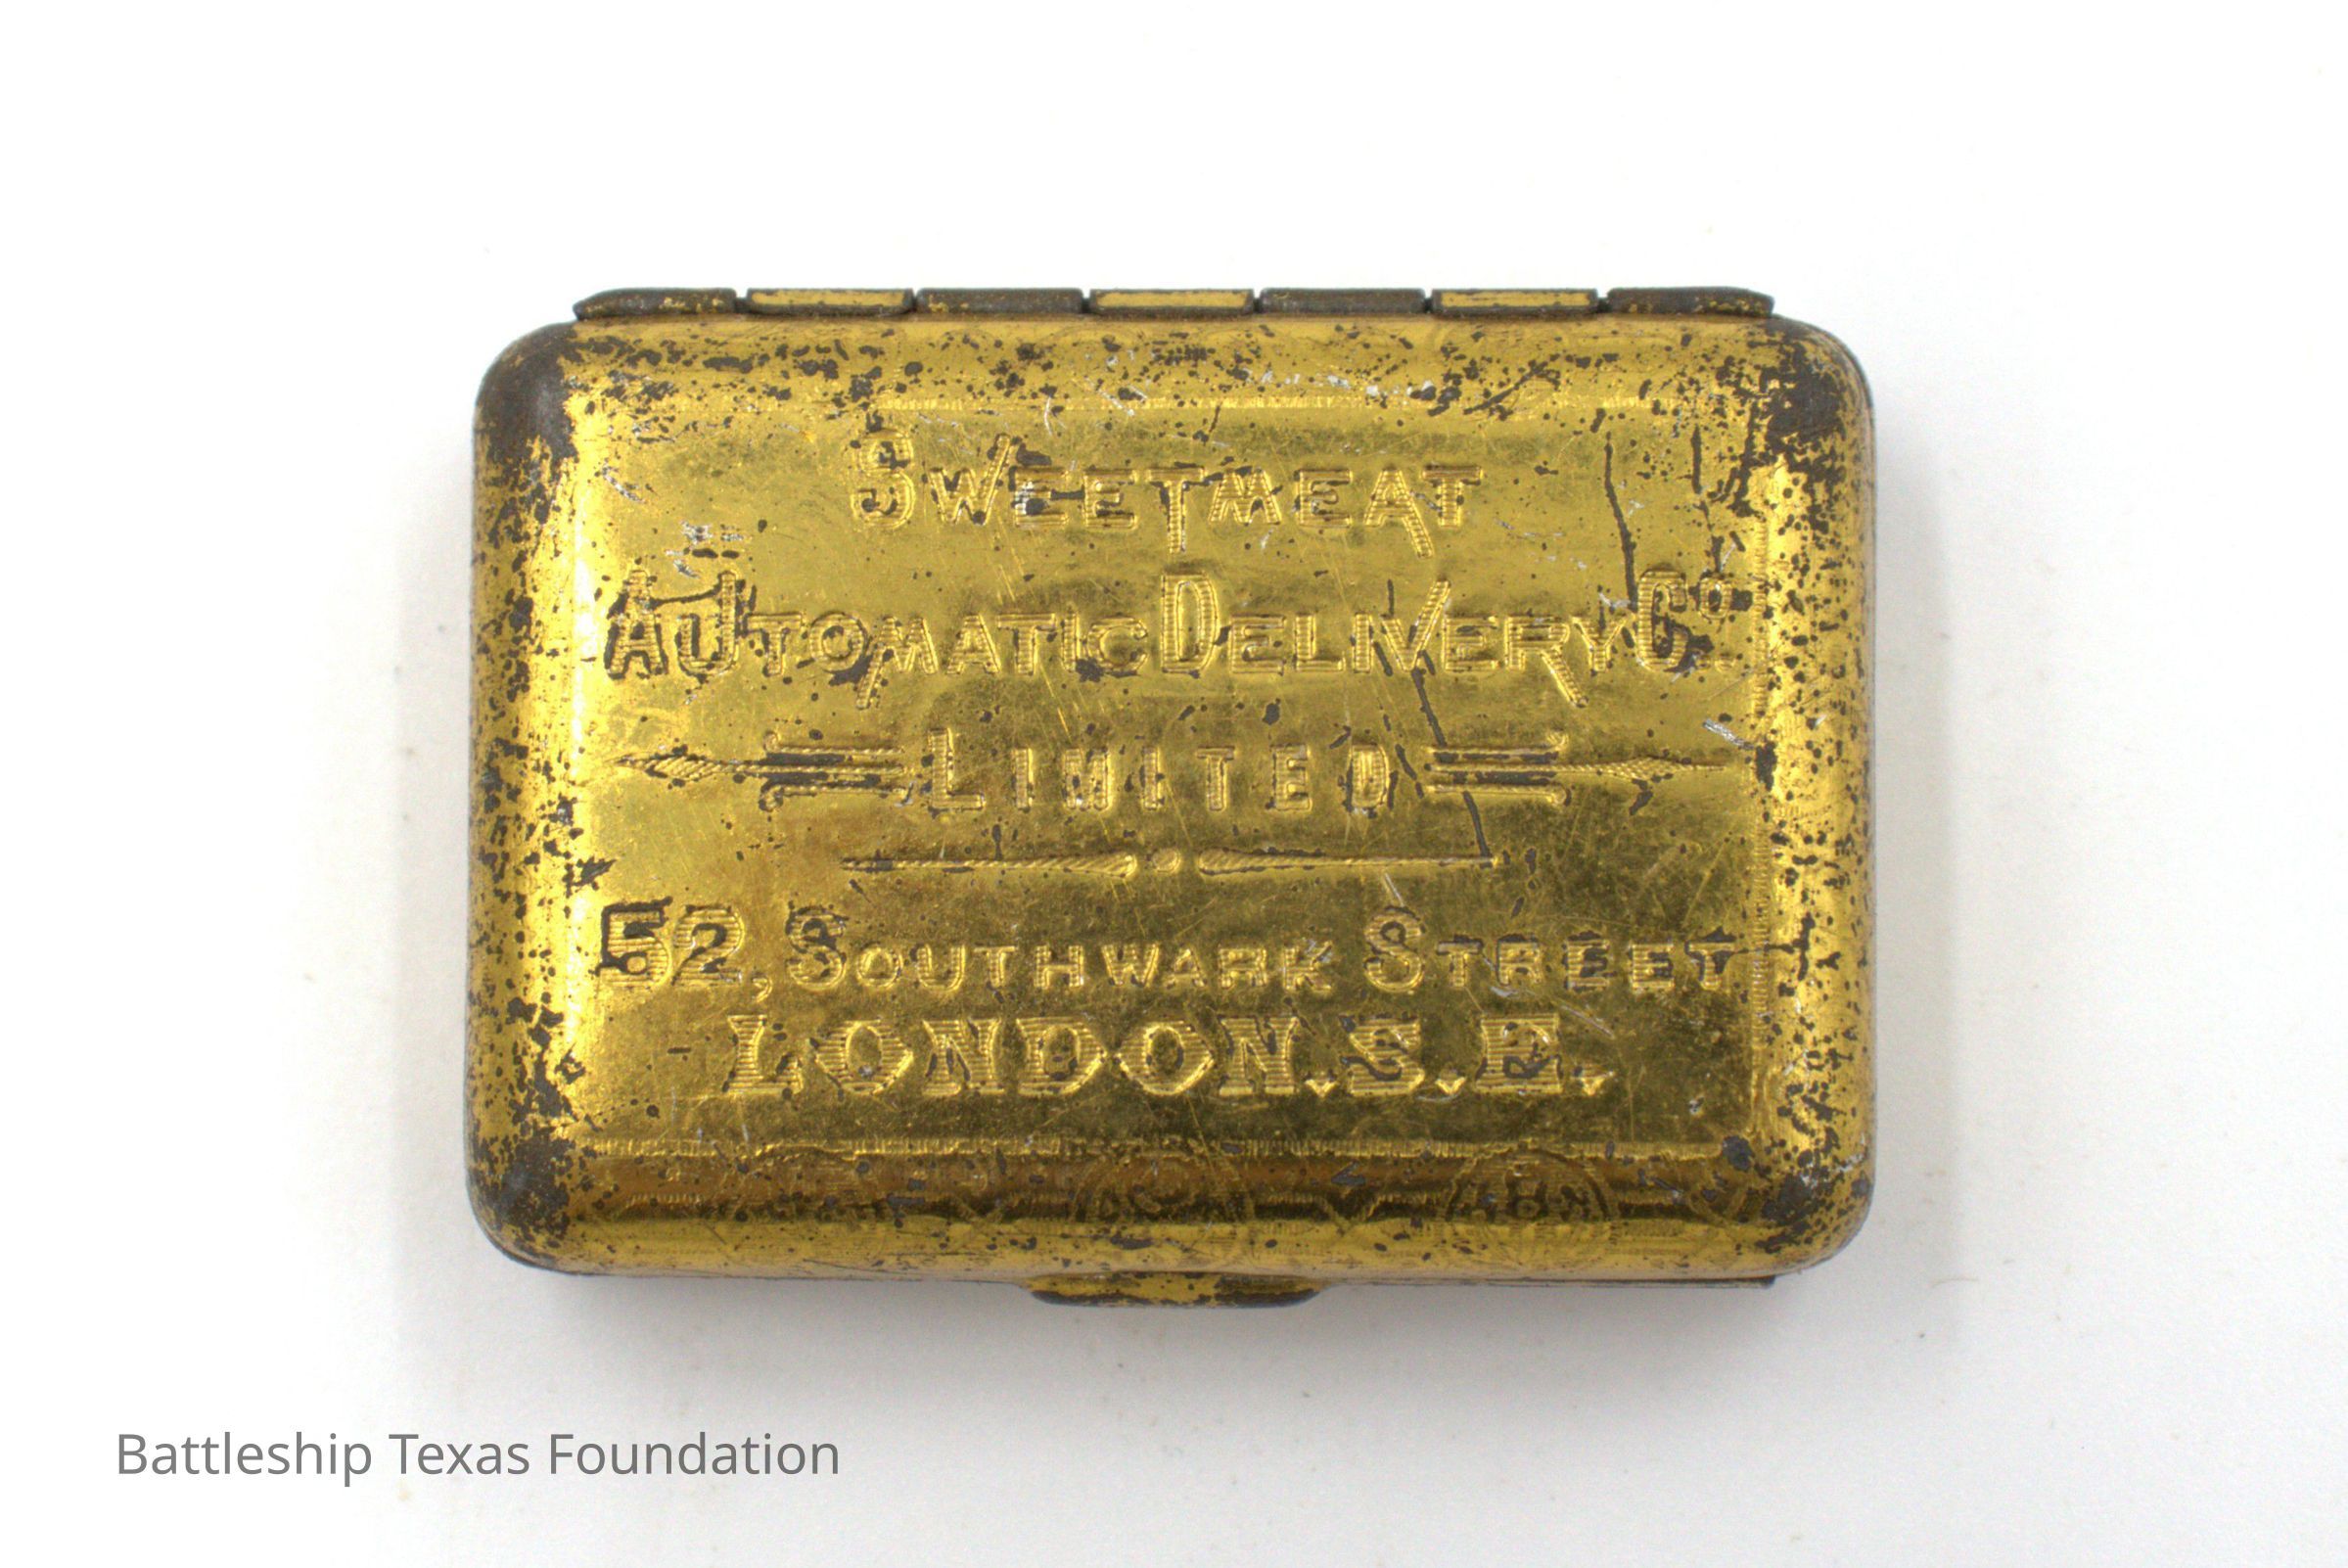 SWEETMEAT
AUTOMATIC DELIVERY Co.
LIMITED
52, SOUTHWARK STREET
LONDON. S. E.
Battleship Texas Foundation